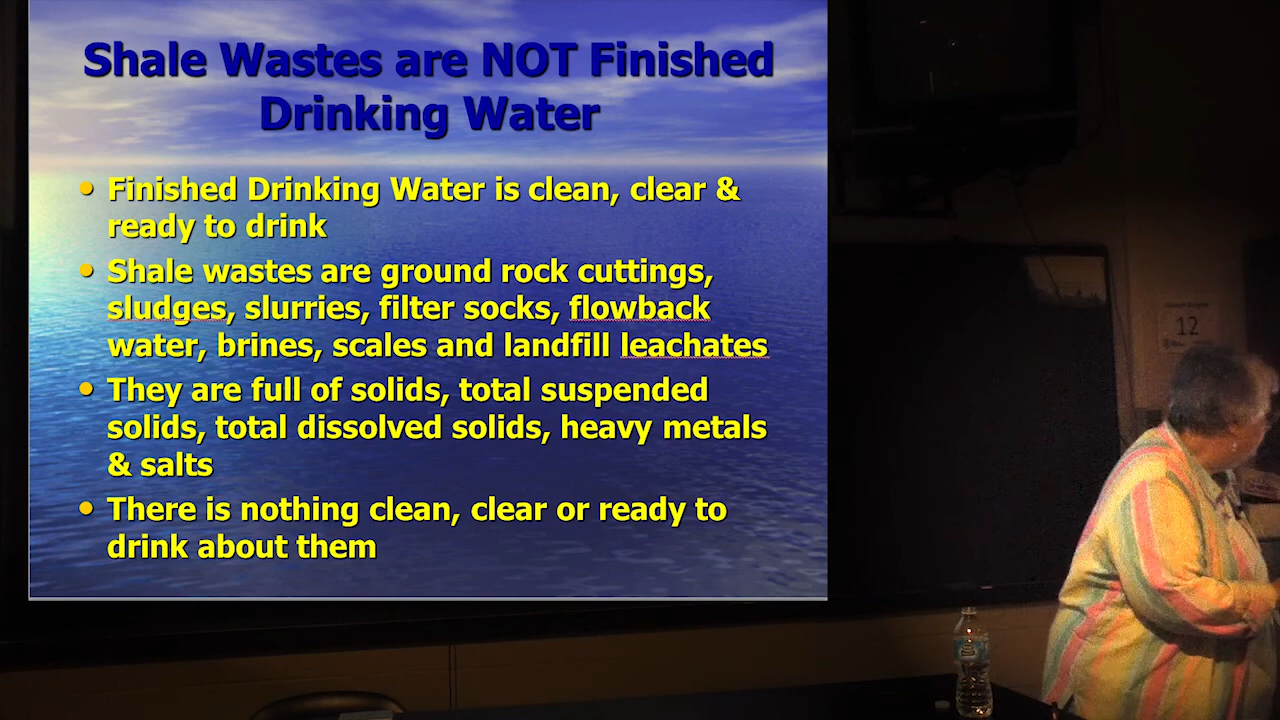 Shale Wastes are NOT Finished
Drinking Water
• Finished Drinking Water is clean, clear &
ready to drink
• Shale wastes are ground rock cuttings,
sludges, slurries, filter socks, flowback
water, brines, scales and landfill leachates
• They are full of solids, total suspended
solids, total dissolved solids, heavy metals
& salts
• There is nothing clean, clear or ready to
drink about them
12